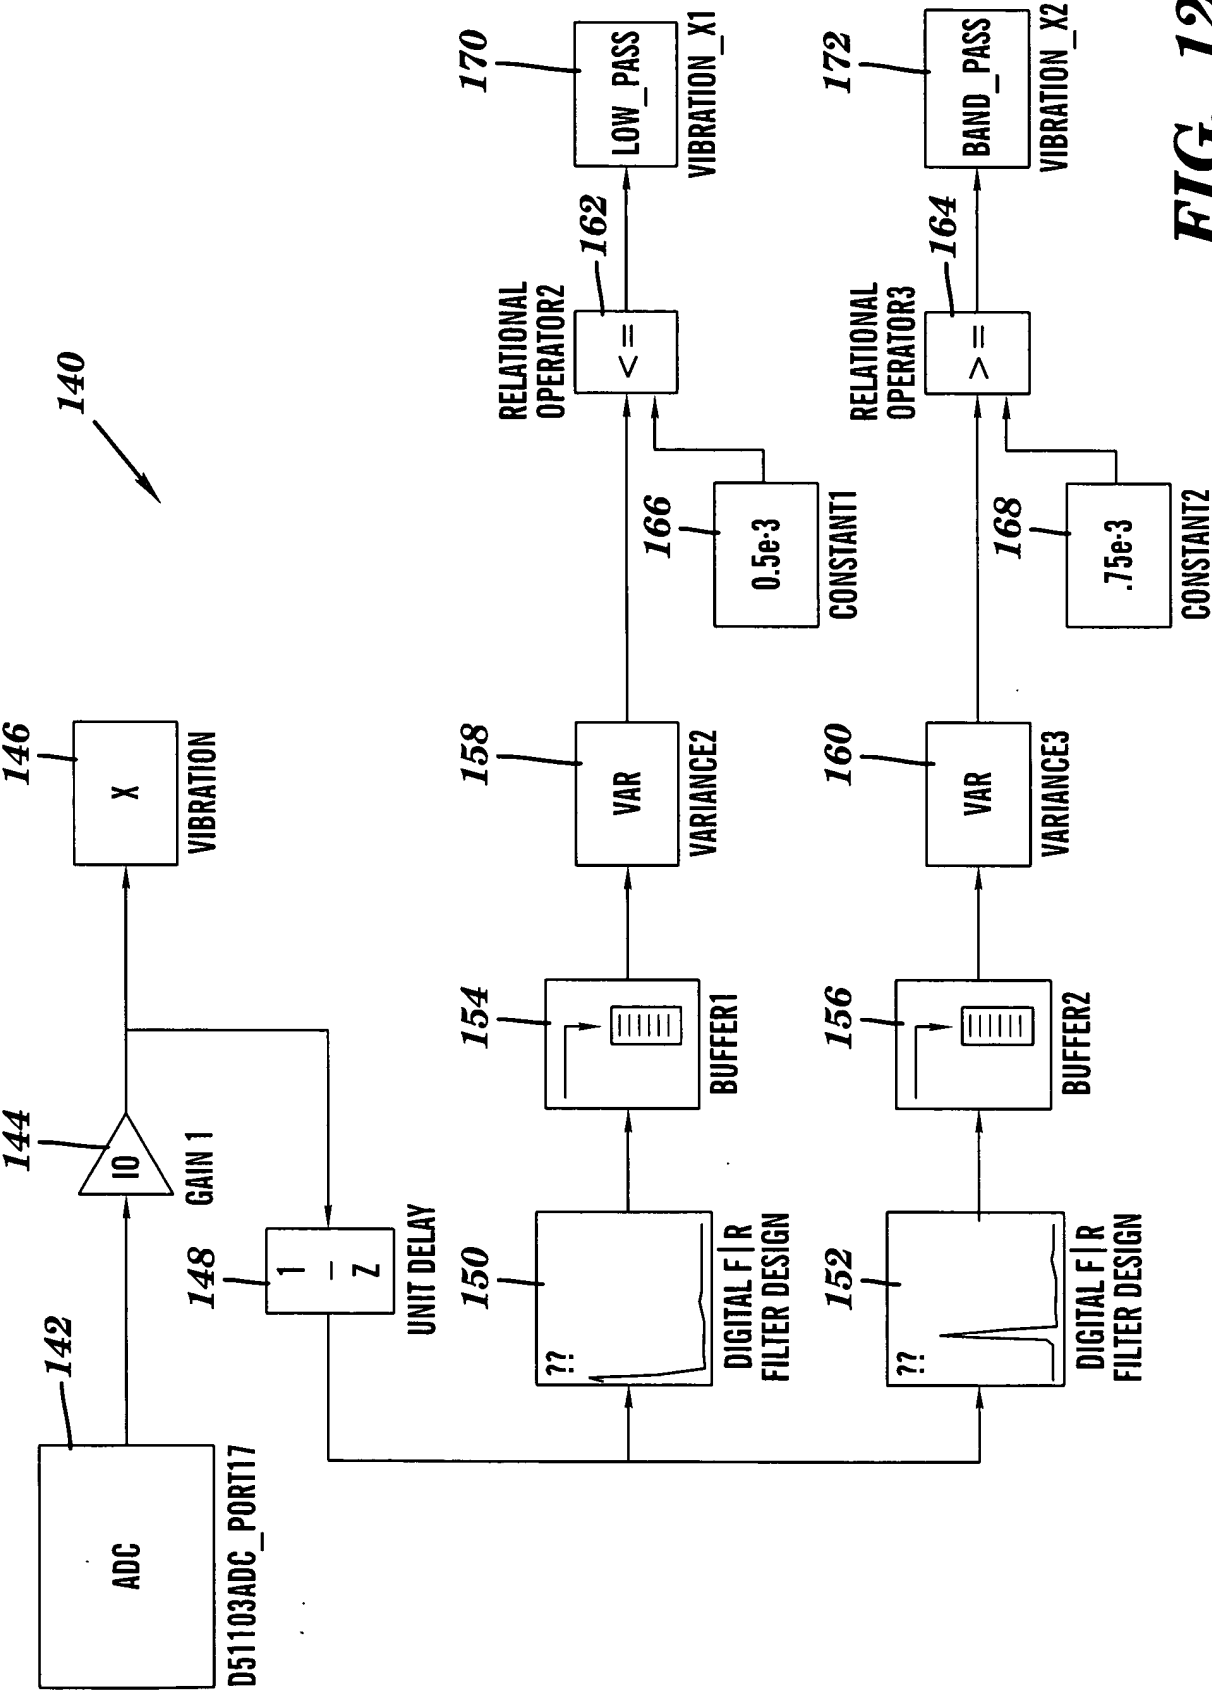 140
142
ADC
D51103ADC_PORT17
144
10
GAIN 1
146
X
VIBRATION
148
1
Z
UNIT DELAY
150
??
DIGITAL F|R
FILTER DESIGN
154
BUFFER1
158
VAR
VARIANCE2
RELATIONAL
OPERATOR2
162
<=
166
0.5e-3
CONSTANT1
170
LOW_PASS
VIBRATION_X1
152
??
DIGITAL F|R
FILTER DESIGN
156
BUFFER2
160
VAR
VARIANCE3
RELATIONAL
OPERATOR3
164
>=
168
.75e-3
CONSTANT2
172
BAND_PASS
VIBRATION_X2
FIG. 12